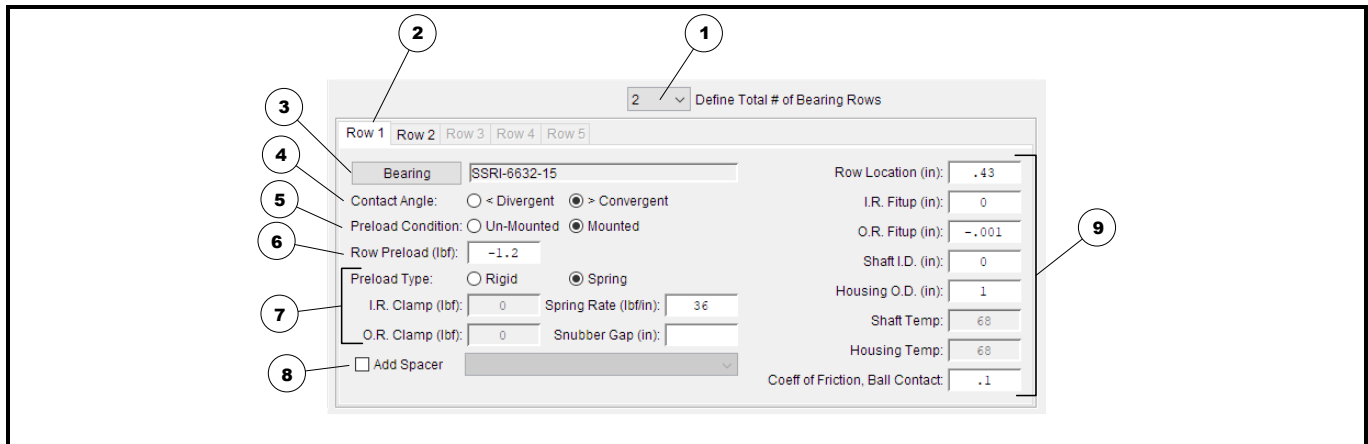 2 1
2 Define Total # of Bearing Rows
3
Row 1 Row 2 Row 3 Row 4 Row 5
4
Bearing SSRI-6632-15 Row Location (in): .43
5
Contact Angle: < Divergent > Convergent I.R. Fitup (in): 0
Preload Condition: Un-Mounted Mounted O.R. Fitup (in): -.001
6 9
Row Preload (lbf): -1.2 Shaft I.D. (in): 0
Preload Type: Rigid Spring Housing O.D. (in): 1
7
I.R. Clamp (lbf): 0 Spring Rate (lbf/in): 36 Shaft Temp: 68
O.R. Clamp (lbf): 0 Snubber Gap (in): Housing Temp: 68
8
Add Spacer Coeff of Friction, Ball Contact: .1